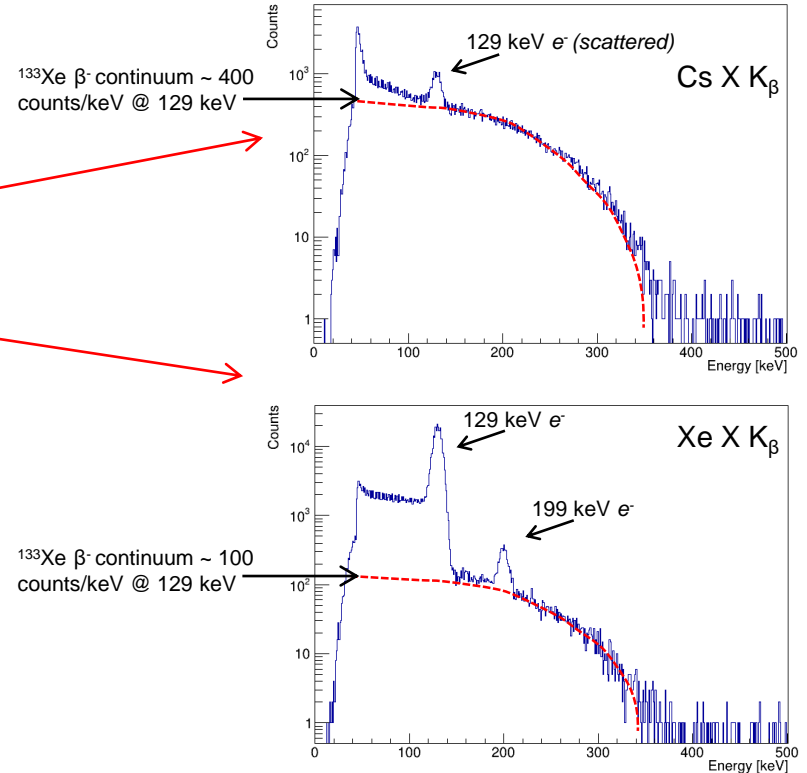 Counts
10³
10²
10
1
129 keV e⁻ (scattered)
Cs X Kᵦ
¹³³Xe β⁻ continuum ~ 400
counts/keV @ 129 keV
0 100 200 300 400 500
Energy [keV]
Counts
10⁴
10³
10²
10
1
129 keV e⁻
Xe X Kᵦ
199 keV e⁻
¹³³Xe β⁻ continuum ~ 100
counts/keV @ 129 keV
0 100 200 300 400 500
Energy [keV]